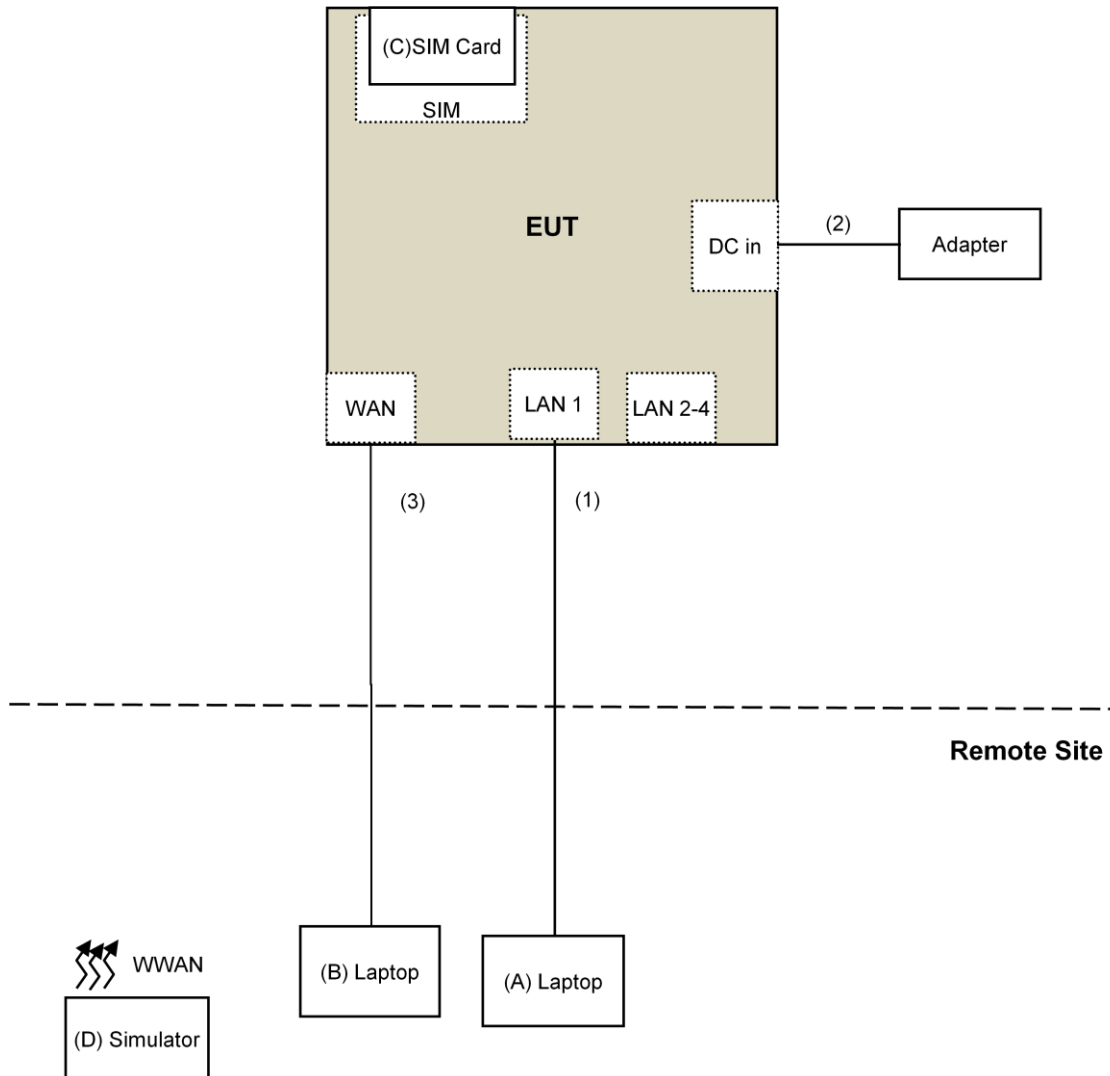 (C)SIM Card
SIM
EUT
(2)
DC in
Adapter
WAN
LAN 1
LAN 2-4
(3)
(1)
Remote Site
WWAN
(B) Laptop
(A) Laptop
(D) Simulator